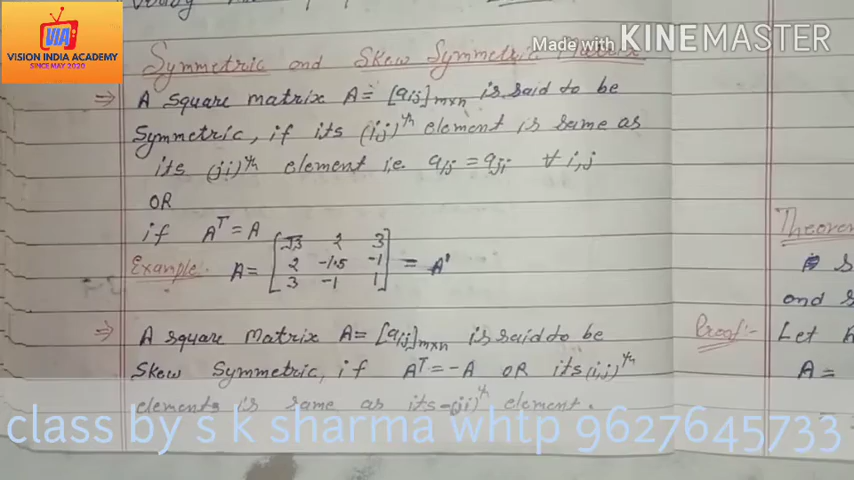 VIA
VISION INDIA ACADEMY
SINCE MAY 2020
Made with KINEMASTER
Symmetric and Skew Symmetric Matrix
⇒ A square matrix A = [aij]m×n is said to be
Symmetric, if its (ij)th element is same as
its (ji)th element i.e. aij = aji ∀ i,j
OR
if A^T = A
Example. A = [√3 2 3
2 -1.5 -1
3 -1 1] = A'
⇒ A square Matrix A = [aij]m×n is said to be
Skew Symmetric, if A^T = -A OR its (i,j)th
elements is same as its -(ji)th element.
Theorem
and s
Proof:- Let
A =
class by s k sharma whtp 9627645733